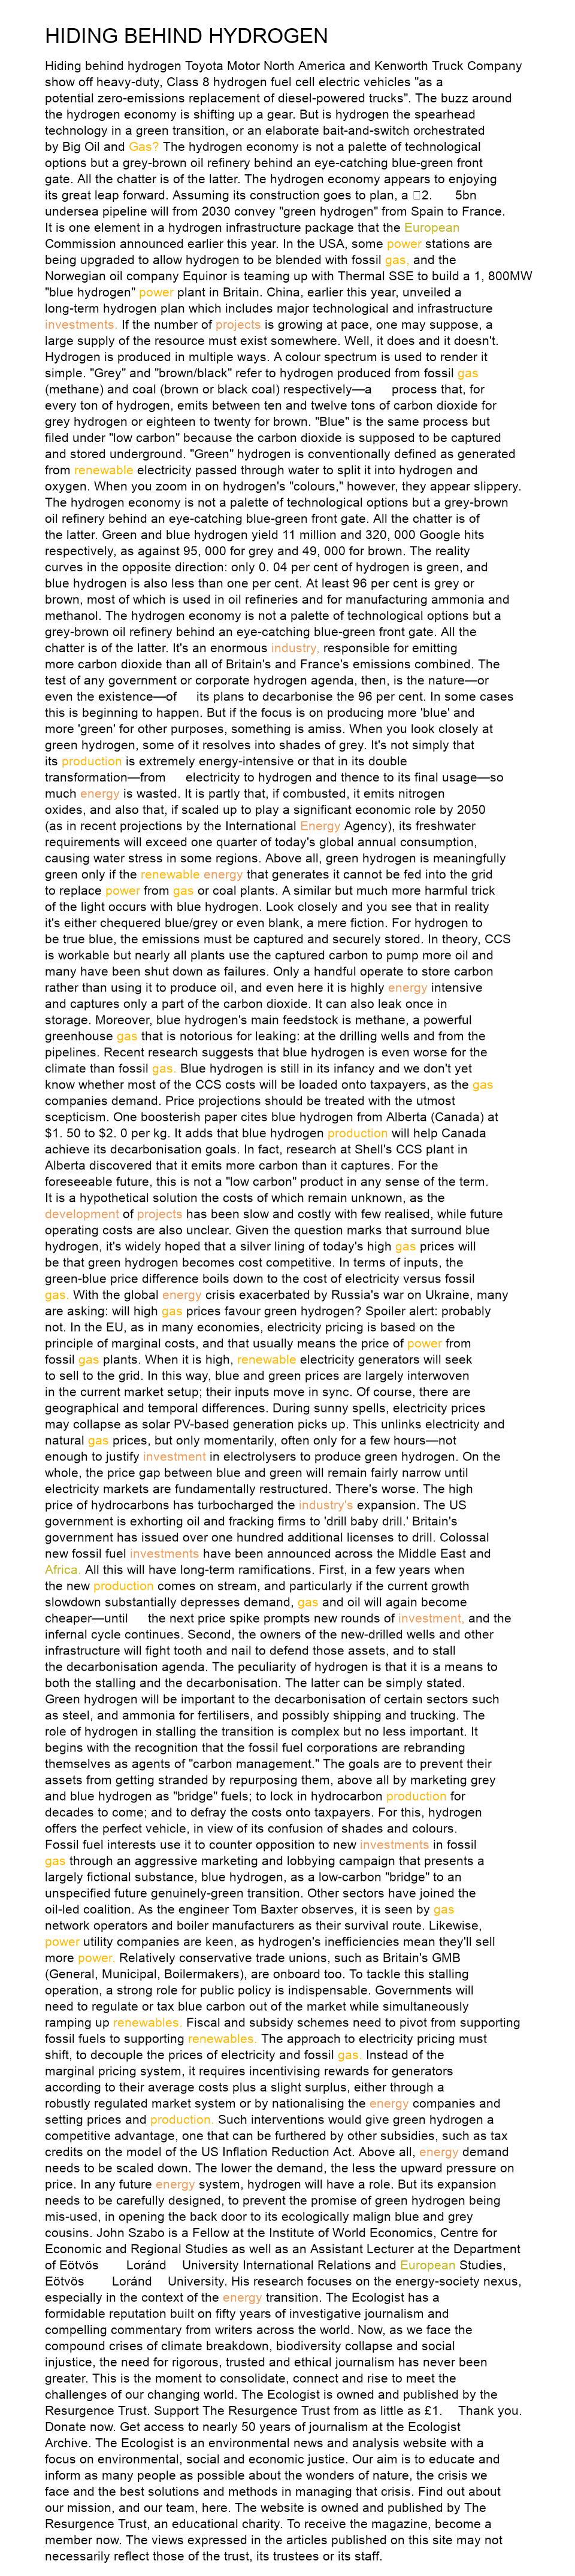 HIDING BEHIND HYDROGEN
Hiding behind hydrogen Toyota Motor North America and Kenworth Truck Company
show off heavy-duty, Class 8 hydrogen fuel cell electric vehicles "as a
potential zero-emissions replacement of diesel-powered trucks". The buzz around
the hydrogen economy is shifting up a gear. But is hydrogen the spearhead
technology in a green transition, or an elaborate bait-and-switch orchestrated
by Big Oil and Gas? The hydrogen economy is not a palette of technological
options but a grey-brown oil refinery behind an eye-catching blue-green front
gate. All the chatter is of the latter. The hydrogen economy appears to enjoying
its great leap forward. Assuming its construction goes to plan, a □2. 5bn
undersea pipeline will from 2030 convey "green hydrogen" from Spain to France.
It is one element in a hydrogen infrastructure package that the European
Commission announced earlier this year. In the USA, some power stations are
being upgraded to allow hydrogen to be blended with fossil gas, and the
Norwegian oil company Equinor is teaming up with Thermal SSE to build a 1, 800MW
"blue hydrogen" power plant in Britain. China, earlier this year, unveiled a
long-term hydrogen plan which includes major technological and infrastructure
investments. If the number of projects is growing at pace, one may suppose, a
large supply of the resource must exist somewhere. Well, it does and it doesn't.
Hydrogen is produced in multiple ways. A colour spectrum is used to render it
simple. "Grey" and "brown/black" refer to hydrogen produced from fossil gas
(methane) and coal (brown or black coal) respectively—a process that, for
every ton of hydrogen, emits between ten and twelve tons of carbon dioxide for
grey hydrogen or eighteen to twenty for brown. "Blue" is the same process but
filed under "low carbon" because the carbon dioxide is supposed to be captured
and stored underground. "Green" hydrogen is conventionally defined as generated
from renewable electricity passed through water to split it into hydrogen and
oxygen. When you zoom in on hydrogen's "colours," however, they appear slippery.
The hydrogen economy is not a palette of technological options but a grey-brown
oil refinery behind an eye-catching blue-green front gate. All the chatter is of
the latter. Green and blue hydrogen yield 11 million and 320, 000 Google hits
respectively, as against 95, 000 for grey and 49, 000 for brown. The reality
curves in the opposite direction: only 0. 04 per cent of hydrogen is green, and
blue hydrogen is also less than one per cent. At least 96 per cent is grey or
brown, most of which is used in oil refineries and for manufacturing ammonia and
methanol. The hydrogen economy is not a palette of technological options but a
grey-brown oil refinery behind an eye-catching blue-green front gate. All the
chatter is of the latter. It's an enormous industry, responsible for emitting
more carbon dioxide than all of Britain's and France's emissions combined. The
test of any government or corporate hydrogen agenda, then, is the nature—or
even the existence—of its plans to decarbonise the 96 per cent. In some cases
this is beginning to happen. But if the focus is on producing more 'blue' and
more 'green' for other purposes, something is amiss. When you look closely at
green hydrogen, some of it resolves into shades of grey. It's not simply that
its production is extremely energy-intensive or that in its double
transformation—from electricity to hydrogen and thence to its final usage—so
much energy is wasted. It is partly that, if combusted, it emits nitrogen
oxides, and also that, if scaled up to play a significant economic role by 2050
(as in recent projections by the International Energy Agency), its freshwater
requirements will exceed one quarter of today's global annual consumption,
causing water stress in some regions. Above all, green hydrogen is meaningfully
green only if the renewable energy that generates it cannot be fed into the grid
to replace power from gas or coal plants. A similar but much more harmful trick
of the light occurs with blue hydrogen. Look closely and you see that in reality
it's either chequered blue/grey or even blank, a mere fiction. For hydrogen to
be true blue, the emissions must be captured and securely stored. In theory, CCS
is workable but nearly all plants use the captured carbon to pump more oil and
many have been shut down as failures. Only a handful operate to store carbon
rather than using it to produce oil, and even here it is highly energy intensive
and captures only a part of the carbon dioxide. It can also leak once in
storage. Moreover, blue hydrogen's main feedstock is methane, a powerful
greenhouse gas that is notorious for leaking: at the drilling wells and from the
pipelines. Recent research suggests that blue hydrogen is even worse for the
climate than fossil gas. Blue hydrogen is still in its infancy and we don't yet
know whether most of the CCS costs will be loaded onto taxpayers, as the gas
companies demand. Price projections should be treated with the utmost
scepticism. One boosterish paper cites blue hydrogen from Alberta (Canada) at
$1. 50 to $2. 0 per kg. It adds that blue hydrogen production will help Canada
achieve its decarbonisation goals. In fact, research at Shell's CCS plant in
Alberta discovered that it emits more carbon than it captures. For the
foreseeable future, this is not a "low carbon" product in any sense of the term.
It is a hypothetical solution the costs of which remain unknown, as the
development of projects has been slow and costly with few realised, while future
operating costs are also unclear. Given the question marks that surround blue
hydrogen, it's widely hoped that a silver lining of today's high gas prices will
be that green hydrogen becomes cost competitive. In terms of inputs, the
green-blue price difference boils down to the cost of electricity versus fossil
gas. With the global energy crisis exacerbated by Russia's war on Ukraine, many
are asking: will high gas prices favour green hydrogen? Spoiler alert: probably
not. In the EU, as in many economies, electricity pricing is based on the
principle of marginal costs, and that usually means the price of power from
fossil gas plants. When it is high, renewable electricity generators will seek
to sell to the grid. In this way, blue and green prices are largely interwoven
in the current market setup; their inputs move in sync. Of course, there are
geographical and temporal differences. During sunny spells, electricity prices
may collapse as solar PV-based generation picks up. This unlinks electricity and
natural gas prices, but only momentarily, often only for a few hours—not
enough to justify investment in electrolysers to produce green hydrogen. On the
whole, the price gap between blue and green will remain fairly narrow until
electricity markets are fundamentally restructured. There's worse. The high
price of hydrocarbons has turbocharged the industry's expansion. The US
government is exhorting oil and fracking firms to 'drill baby drill.' Britain's
government has issued over one hundred additional licenses to drill. Colossal
new fossil fuel investments have been announced across the Middle East and
Africa. All this will have long-term ramifications. First, in a few years when
the new production comes on stream, and particularly if the current growth
slowdown substantially depresses demand, gas and oil will again become
cheaper—until the next price spike prompts new rounds of investment, and the
infernal cycle continues. Second, the owners of the new-drilled wells and other
infrastructure will fight tooth and nail to defend those assets, and to stall
the decarbonisation agenda. The peculiarity of hydrogen is that it is a means to
both the stalling and the decarbonisation. The latter can be simply stated.
Green hydrogen will be important to the decarbonisation of certain sectors such
as steel, and ammonia for fertilisers, and possibly shipping and trucking. The
role of hydrogen in stalling the transition is complex but no less important. It
begins with the recognition that the fossil fuel corporations are rebranding
themselves as agents of "carbon management." The goals are to prevent their
assets from getting stranded by repurposing them, above all by marketing grey
and blue hydrogen as "bridge" fuels; to lock in hydrocarbon production for
decades to come; and to defray the costs onto taxpayers. For this, hydrogen
offers the perfect vehicle, in view of its confusion of shades and colours.
Fossil fuel interests use it to counter opposition to new investments in fossil
gas through an aggressive marketing and lobbying campaign that presents a
largely fictional substance, blue hydrogen, as a low-carbon "bridge" to an
unspecified future genuinely-green transition. Other sectors have joined the
oil-led coalition. As the engineer Tom Baxter observes, it is seen by gas
network operators and boiler manufacturers as their survival route. Likewise,
power utility companies are keen, as hydrogen's inefficiencies mean they'll sell
more power. Relatively conservative trade unions, such as Britain's GMB
(General, Municipal, Boilermakers), are onboard too. To tackle this stalling
operation, a strong role for public policy is indispensable. Governments will
need to regulate or tax blue carbon out of the market while simultaneously
ramping up renewables. Fiscal and subsidy schemes need to pivot from supporting
fossil fuels to supporting renewables. The approach to electricity pricing must
shift, to decouple the prices of electricity and fossil gas. Instead of the
marginal pricing system, it requires incentivising rewards for generators
according to their average costs plus a slight surplus, either through a
robustly regulated market system or by nationalising the energy companies and
setting prices and production. Such interventions would give green hydrogen a
competitive advantage, one that can be furthered by other subsidies, such as tax
credits on the model of the US Inflation Reduction Act. Above all, energy demand
needs to be scaled down. The lower the demand, the less the upward pressure on
price. In any future energy system, hydrogen will have a role. But its expansion
needs to be carefully designed, to prevent the promise of green hydrogen being
mis-used, in opening the back door to its ecologically malign blue and grey
cousins. John Szabo is a Fellow at the Institute of World Economics, Centre for
Economic and Regional Studies as well as an Assistant Lecturer at the Department
of Eötvös Loránd University International Relations and European Studies,
Eötvös Loránd University. His research focuses on the energy-society nexus,
especially in the context of the energy transition. The Ecologist has a
formidable reputation built on fifty years of investigative journalism and
compelling commentary from writers across the world. Now, as we face the
compound crises of climate breakdown, biodiversity collapse and social
injustice, the need for rigorous, trusted and ethical journalism has never been
greater. This is the moment to consolidate, connect and rise to meet the
challenges of our changing world. The Ecologist is owned and published by the
Resurgence Trust. Support The Resurgence Trust from as little as £1. Thank you.
Donate now. Get access to nearly 50 years of journalism at the Ecologist
Archive. The Ecologist is an environmental news and analysis website with a
focus on environmental, social and economic justice. Our aim is to educate and
inform as many people as possible about the wonders of nature, the crisis we
face and the best solutions and methods in managing that crisis. Find out about
our mission, and our team, here. The website is owned and published by The
Resurgence Trust, an educational charity. To receive the magazine, become a
member now. The views expressed in the articles published on this site may not
necessarily reflect those of the trust, its trustees or its staff.